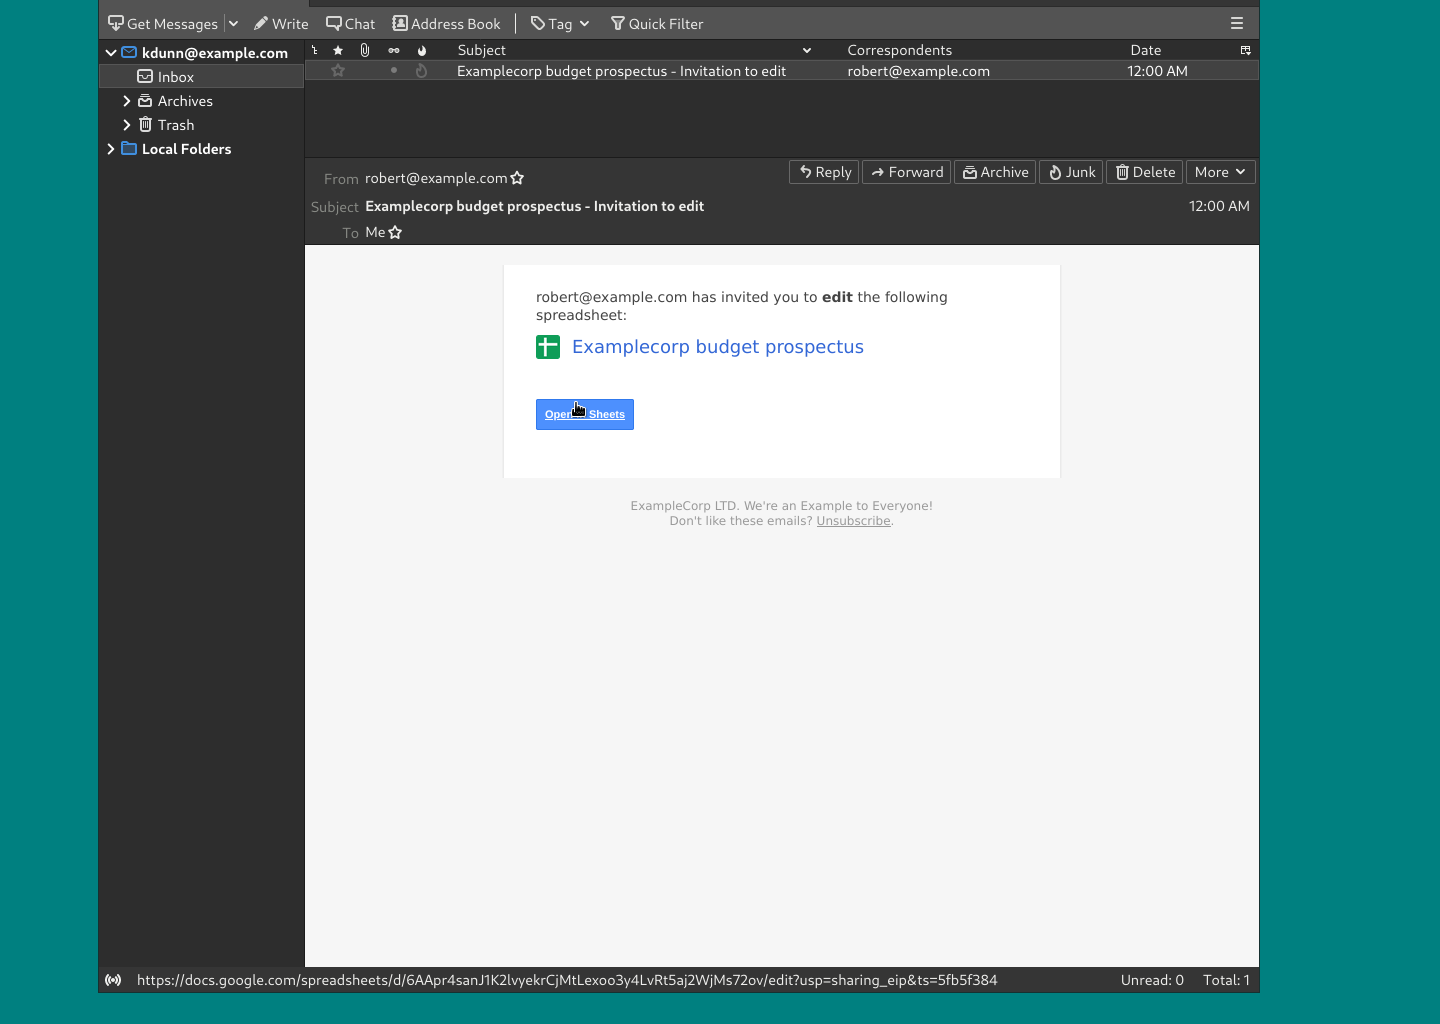 Get Messages Write Chat Address Book Tag Quick Filter
kdunn@example.com
Inbox
Archives
Trash
Local Folders
Subject Correspondents Date
Examplecorp budget prospectus - Invitation to edit robert@example.com 12:00 AM
From robert@example.com Reply Forward Archive Junk Delete More
Subject Examplecorp budget prospectus - Invitation to edit 12:00 AM
To Me
robert@example.com has invited you to edit the following
spreadsheet:
Examplecorp budget prospectus
Sheets
ExampleCorp LTD. We're an Example to Everyone!
Don't like these emails? Unsubscribe.
https://docs.google.com/spreadsheets/d/6AApr4sanJ1K2lvyekrCjMtLexoo3y4LvRt5aj2WjMs72ov/edit?usp=sharing_eip&ts=5fb5f384 Unread: 0 Total: 1